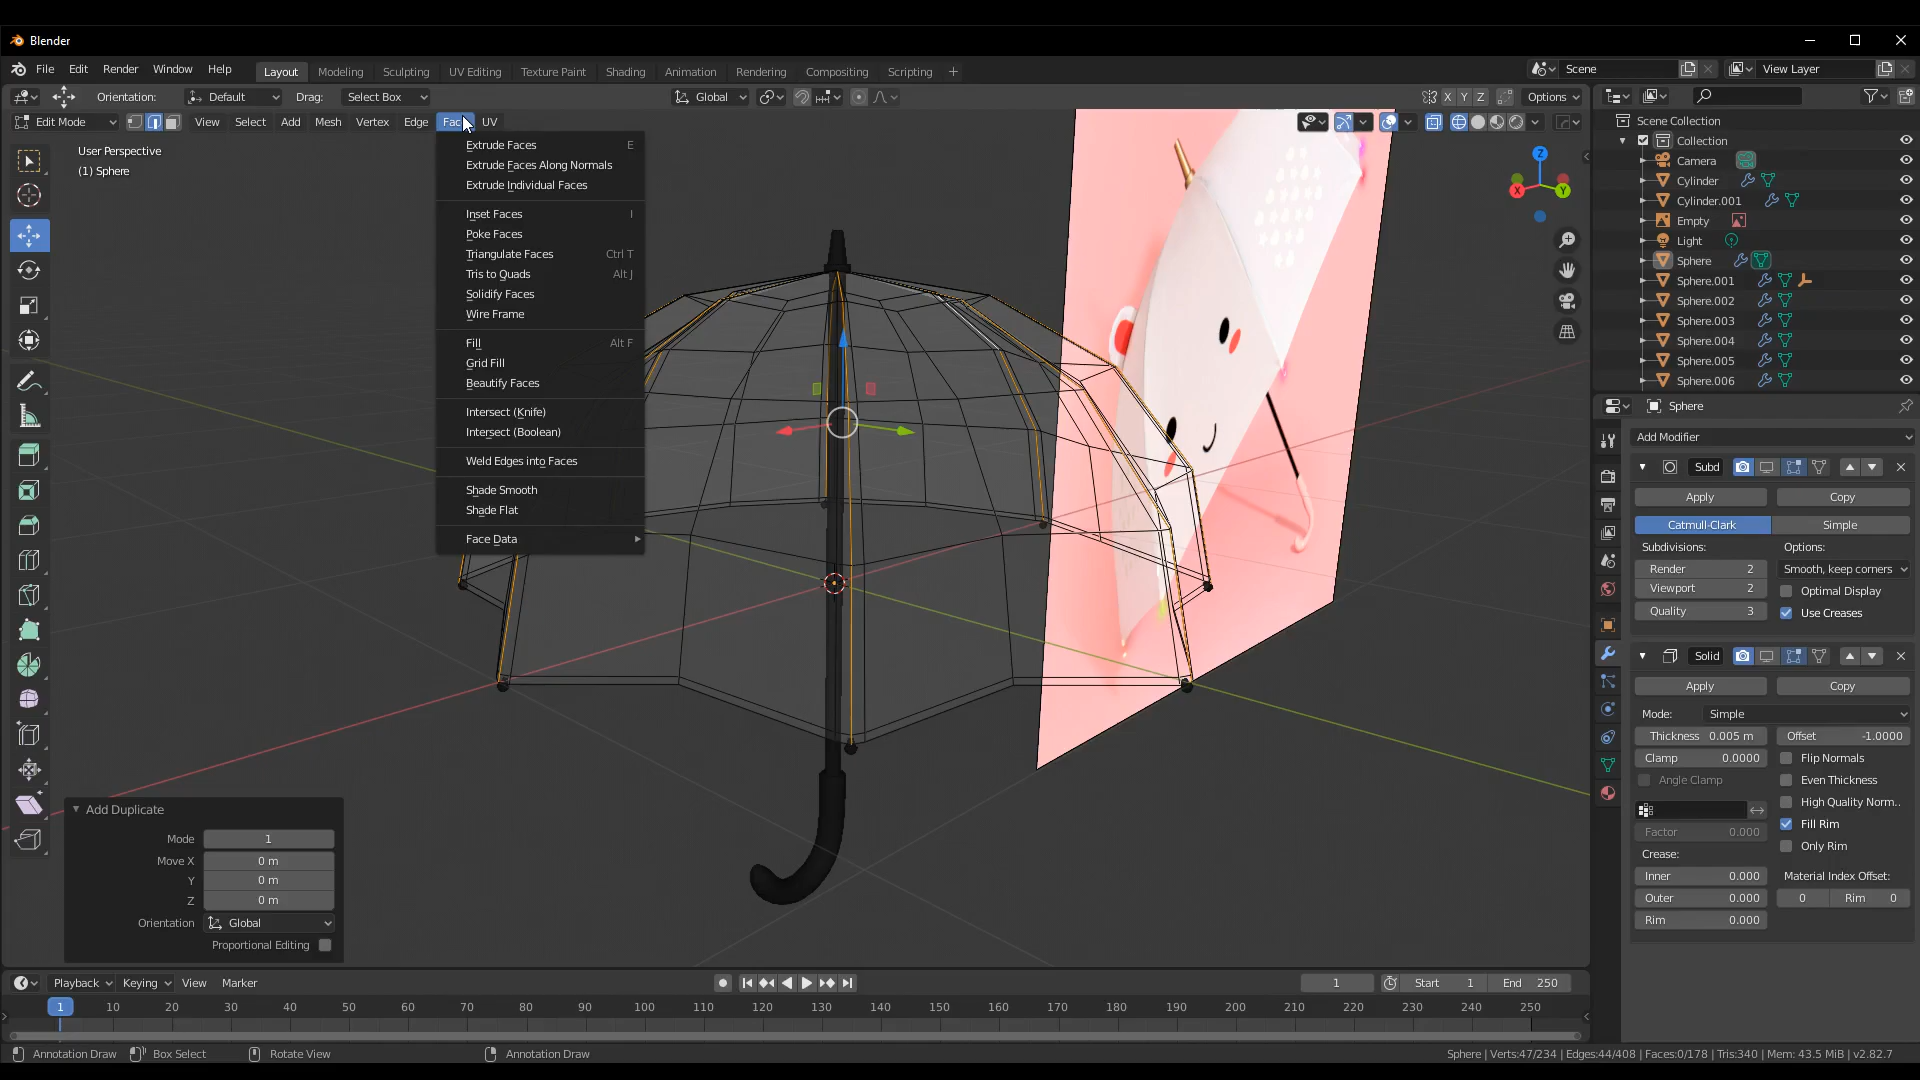 Blender
File Edit Render Window Help
Layout Modeling Sculpting UV Editing Texture Paint Shading Animation Rendering Compositing Scripting +
Scene
View Layer
Orientation: Default Drag: Select Box
Global
X Y Z
Options
Edit Mode
View Select Add Mesh Vertex Edge UV
User Perspective
(1) Sphere
Extrude Faces E
Extrude Faces Along Normals
Extrude Individual Faces
Inset Faces I
Poke Faces
Triangulate Faces Ctrl T
Tris to Quads Alt J
Solidify Faces
Wire Frame
Fill Alt F
Grid Fill
Beautify Faces
Intersect (Knife)
Intersect (Boolean)
Weld Edges into Faces
Shade Smooth
Shade Flat
Face Data
Z
X
Y
Scene Collection
Collection
Camera
Cylinder
Cylinder.001
Empty
Light
Sphere
Sphere.001
Sphere.002
Sphere.003
Sphere.004
Sphere.005
Sphere.006
Sphere
Add Modifier
Subd
Apply Copy
Catmull-Clark Simple
Subdivisions: Options:
Render 2 Smooth, keep corners
Viewport 2 Optimal Display
Quality 3 Use Creases
Solid
Apply Copy
Mode: Simple
Thickness 0.005 m Offset -1.0000
Clamp 0.0000 Flip Normals
Angle Clamp Even Thickness
High Quality Norm..
Fill Rim
Factor 0.000
Only Rim
Crease:
Inner 0.000 Material Index Offset:
Outer 0.000 0 Rim 0
Rim 0.000
Add Duplicate
Mode 1
Move X 0 m
Y 0 m
Z 0 m
Orientation Global
Proportional Editing
Playback Keying View Marker
1 Start 1 End 250
1 10 20 30 40 50 60 70 80 90 100 110 120 130 140 150 160 170 180 190 200 210 220 230 240 250
Annotation Draw Box Select Rotate View Annotation Draw
Sphere | Verts:47/234 | Edges:44/408 | Faces:0/178 | Tris:340 | Mem: 43.5 MiB | v2.82.7